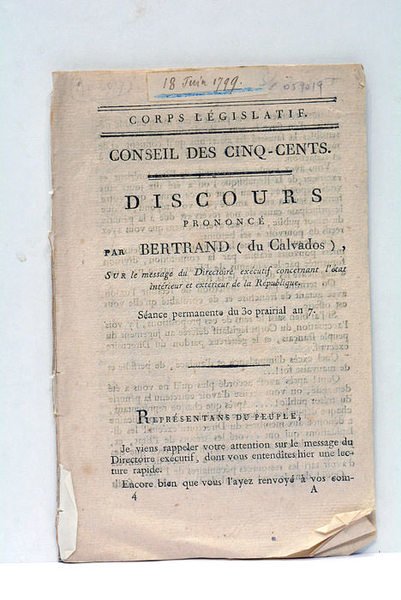 18 Juin 1799.
CORPS LÉGISLATIF.
CONSEIL DES CINQ-CENTS.
DISCOURS
PRONONCÉ
PAR BERTRAND ( du Calvados ) ,
SUR le message du Directoire exécutif concernant l'état
intérieur et extérieur de la République.
Séance permanente du 30 prairial an 7.
REPRÉSENTANS DU PEUPLE,
Je viens rappeler votre attention sur le message du
Directoire exécutif, dont vous entendîtes hier une lec-
ture rapide.
Encore bien que vous l'ayez renvoyé à vos com-
4 A